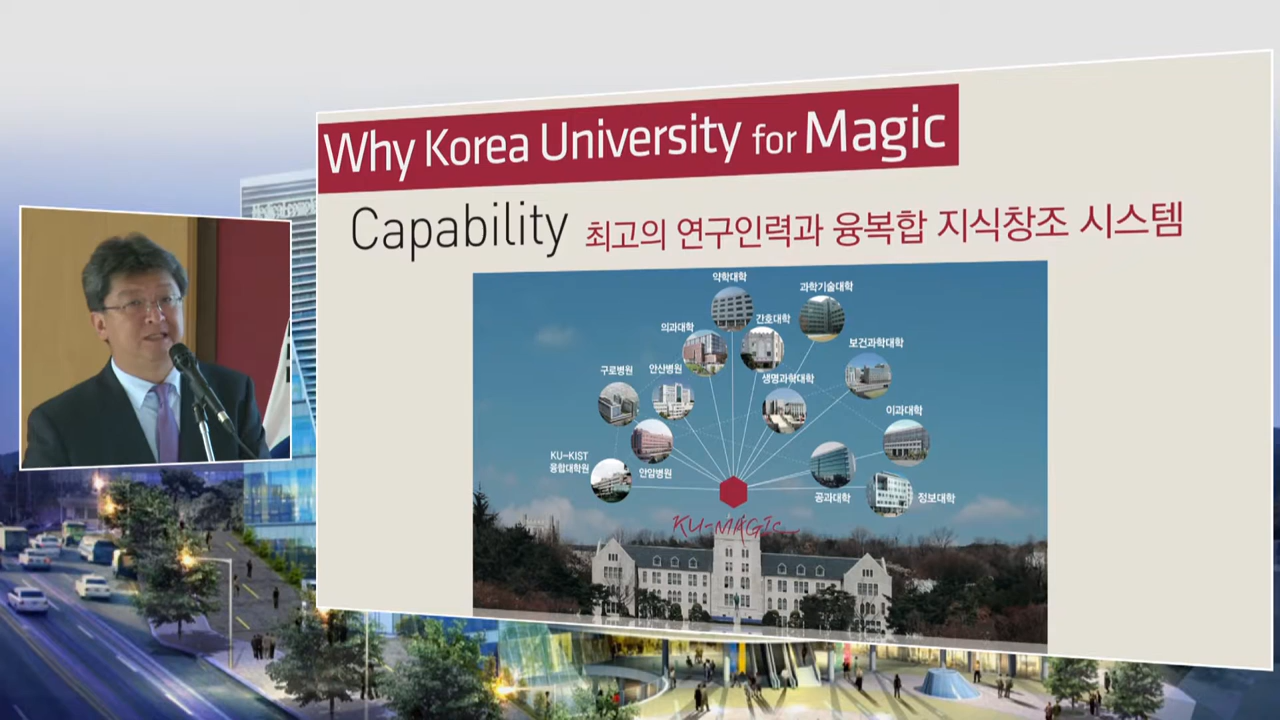 Why Korea University for Magic
Capability 최고의 연구인력과 융복합 지식창조 시스템
약학대학
과학기술대학
간호대학
의과대학
보건과학대학
구로병원
안산병원
생명과학대학
이과대학
KU-KIST
융합대학원
안암병원
공과대학
정보대학
KU-MAGIC